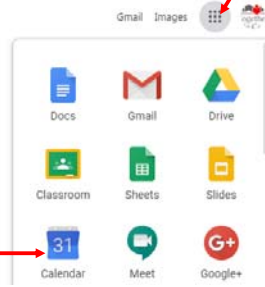 Gmail Images
Docs Gmail Drive
Classroom Sheets Slides
31
G+
Calendar Meet Google+